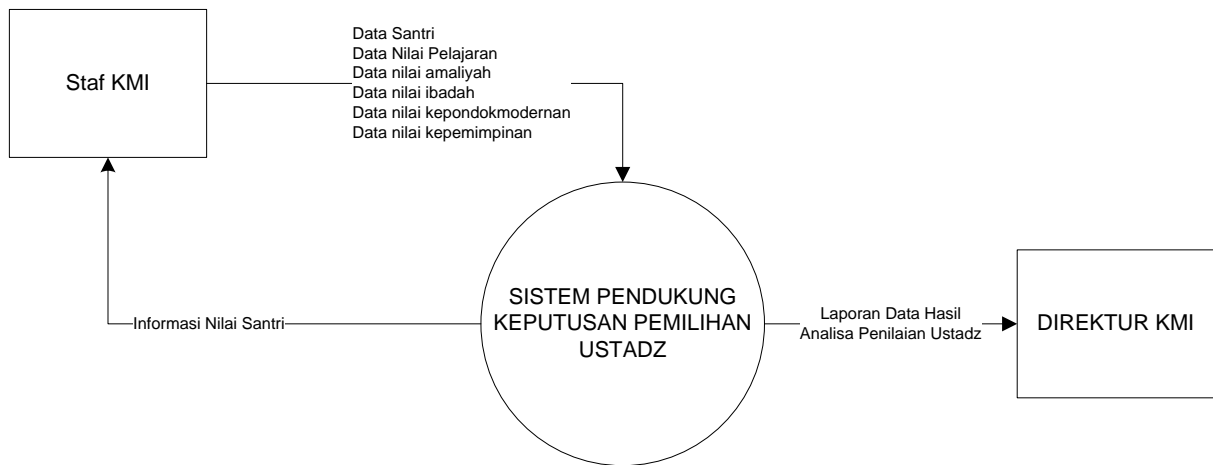 Staf KMI
Data Santri
Data Nilai Pelajaran
Data nilai amaliyah
Data nilai ibadah
Data nilai kepondokmodernan
Data nilai kepemimpinan
Informasi Nilai Santri
SISTEM PENDUKUNG
KEPUTUSAN PEMILIHAN
USTADZ
Laporan Data Hasil
Analisa Penilaian Ustadz
DIREKTUR KMI